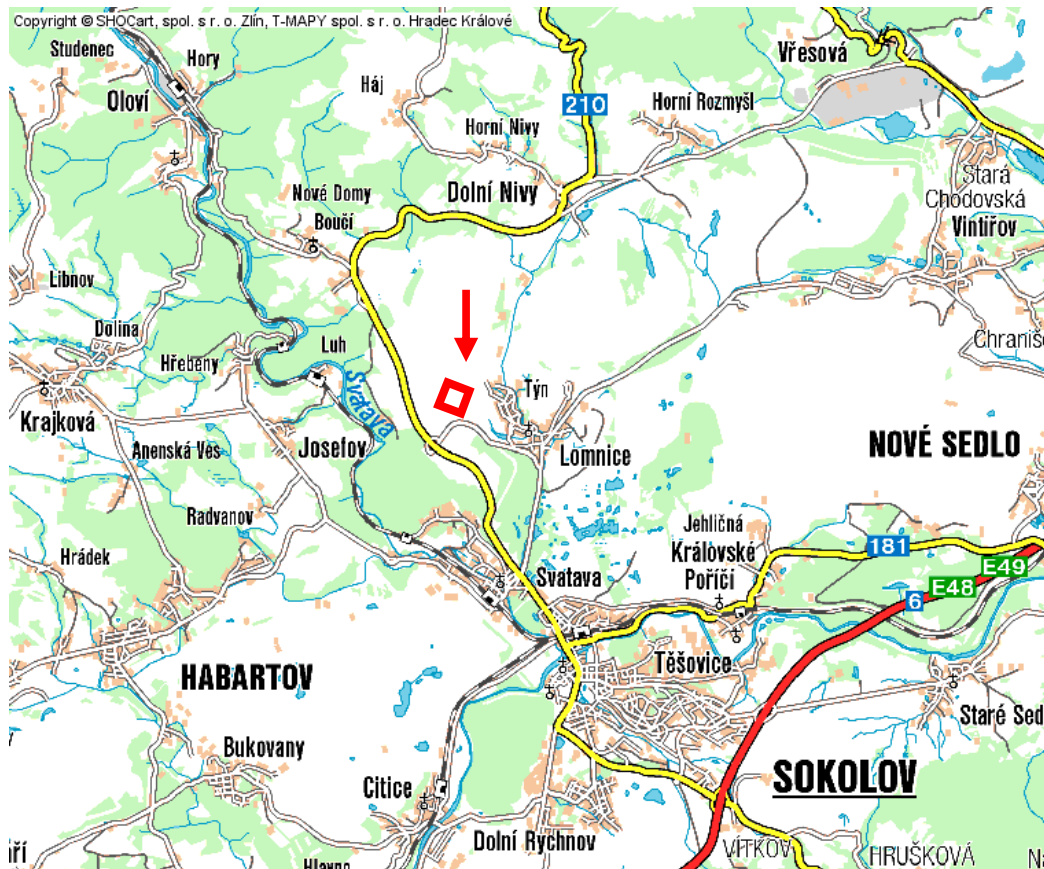 Copyright © SHOCart, spol. s r. o. Zlín, T-MAPY spol. s r. o. Hradec Králové
Studenec
Hory
Vřesová
Oloví
Háj
210
Horní Rozmyšl
Horní Nivy
Dolní Nivy
Stará
Chodovská
Nové Domy
Boučí
Vintířov
Libnov
Dolina
Luh
Chraniš
Hřebeny
Svatava
Týn
Krajková
Anenská Ves
Josefov
Lomnice
NOVÉ SEDLO
Radvanov
Jehličná
Hrádek
Královské
Poříčí
181
E49
E48
6
Svatava
HABARTOV
Těšovice
Staré Sed
Bukovany
Citice
SOKOLOV
Dolní Rychnov
VÍTKOV
HRUŠKOVÁ